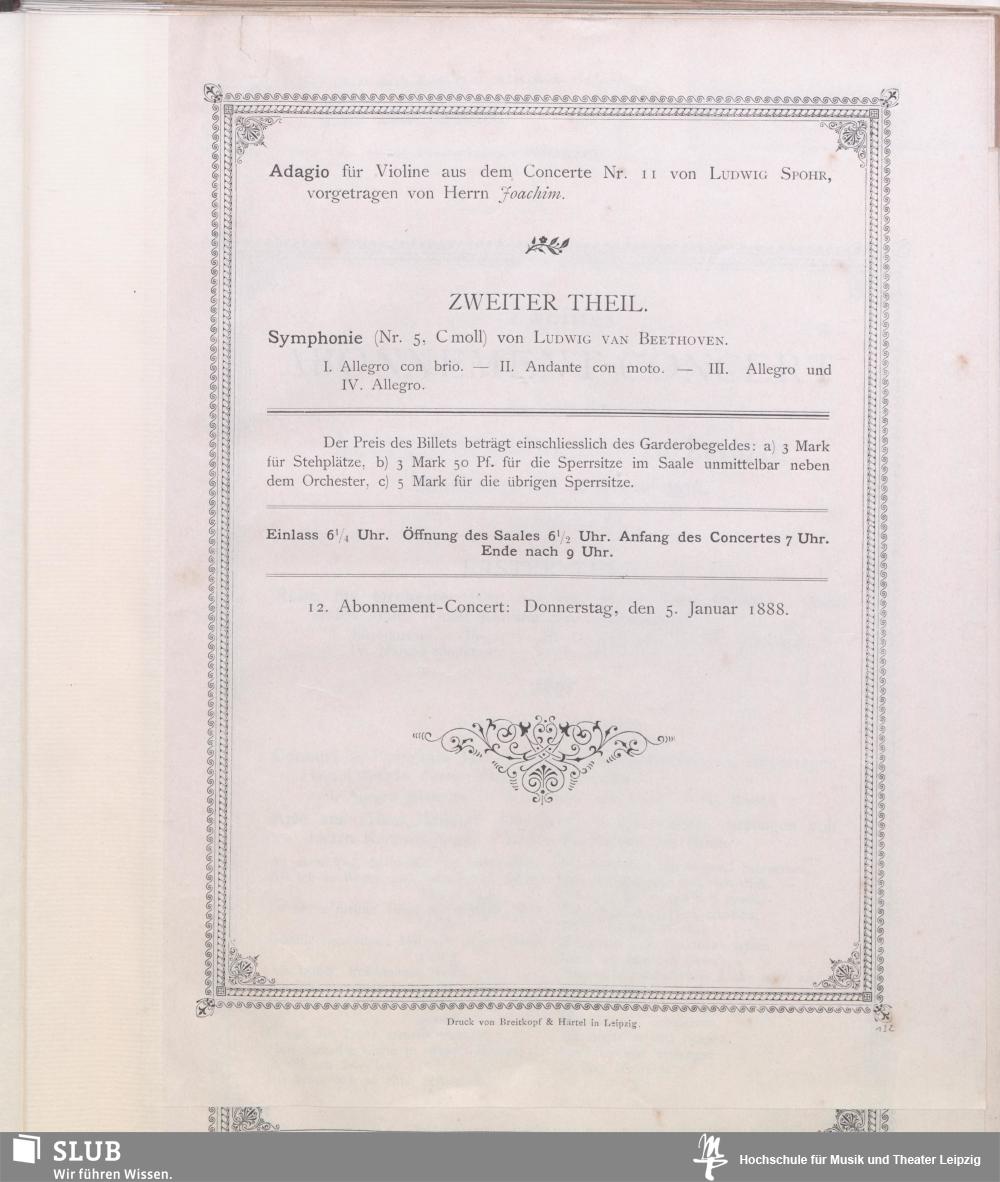 Adagio für Violine aus dem Concerte Nr. 11 von LUDWIG SPOHR,
vorgetragen von Herrn Joachim.
ZWEITER THEIL.
Symphonie (Nr. 5, C moll) von LUDWIG VAN BEETHOVEN.
I. Allegro con brio. — II. Andante con moto. — III. Allegro und
IV. Allegro.
Der Preis des Billets beträgt einschliesslich des Garderobegeldes: a) 3 Mark
für Stehplätze, b) 3 Mark 50 Pf. für die Sperrsitze im Saale unmittelbar neben
dem Orchester, c) 5 Mark für die übrigen Sperrsitze.
Einlass 6¹/₄ Uhr. Öffnung des Saales 6¹/₂ Uhr. Anfang des Concertes 7 Uhr.
Ende nach 9 Uhr.
12. Abonnement-Concert: Donnerstag, den 5. Januar 1888.
Druck von Breitkopf & Härtel in Leipzig.
132
SLUB
Wir führen Wissen.
Hochschule für Musik und Theater Leipzig